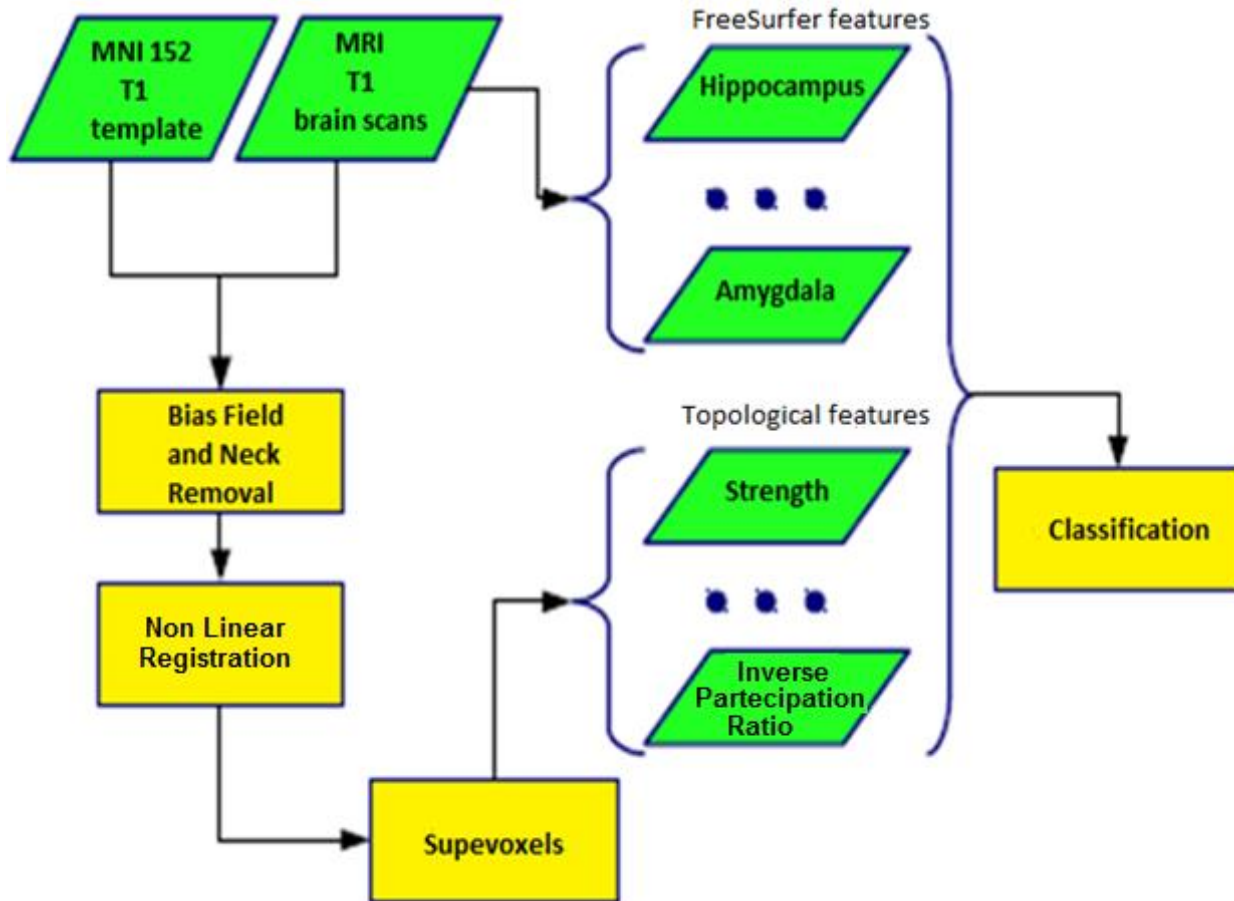 MNI 152
T1
template
MRI
T1
brain scans
FreeSurfer features
Hippocampus
Amygdala
Bias Field
and Neck
Removal
Non Linear
Registration
Supevoxels
Topological features
Strength
Inverse
Partecipation
Ratio
Classification